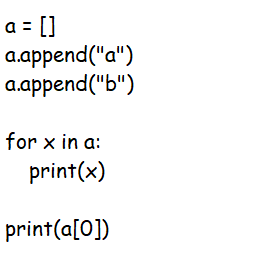 a = []
a.append("a")
a.append("b")

for x in a:
    print(x)

print(a[0])